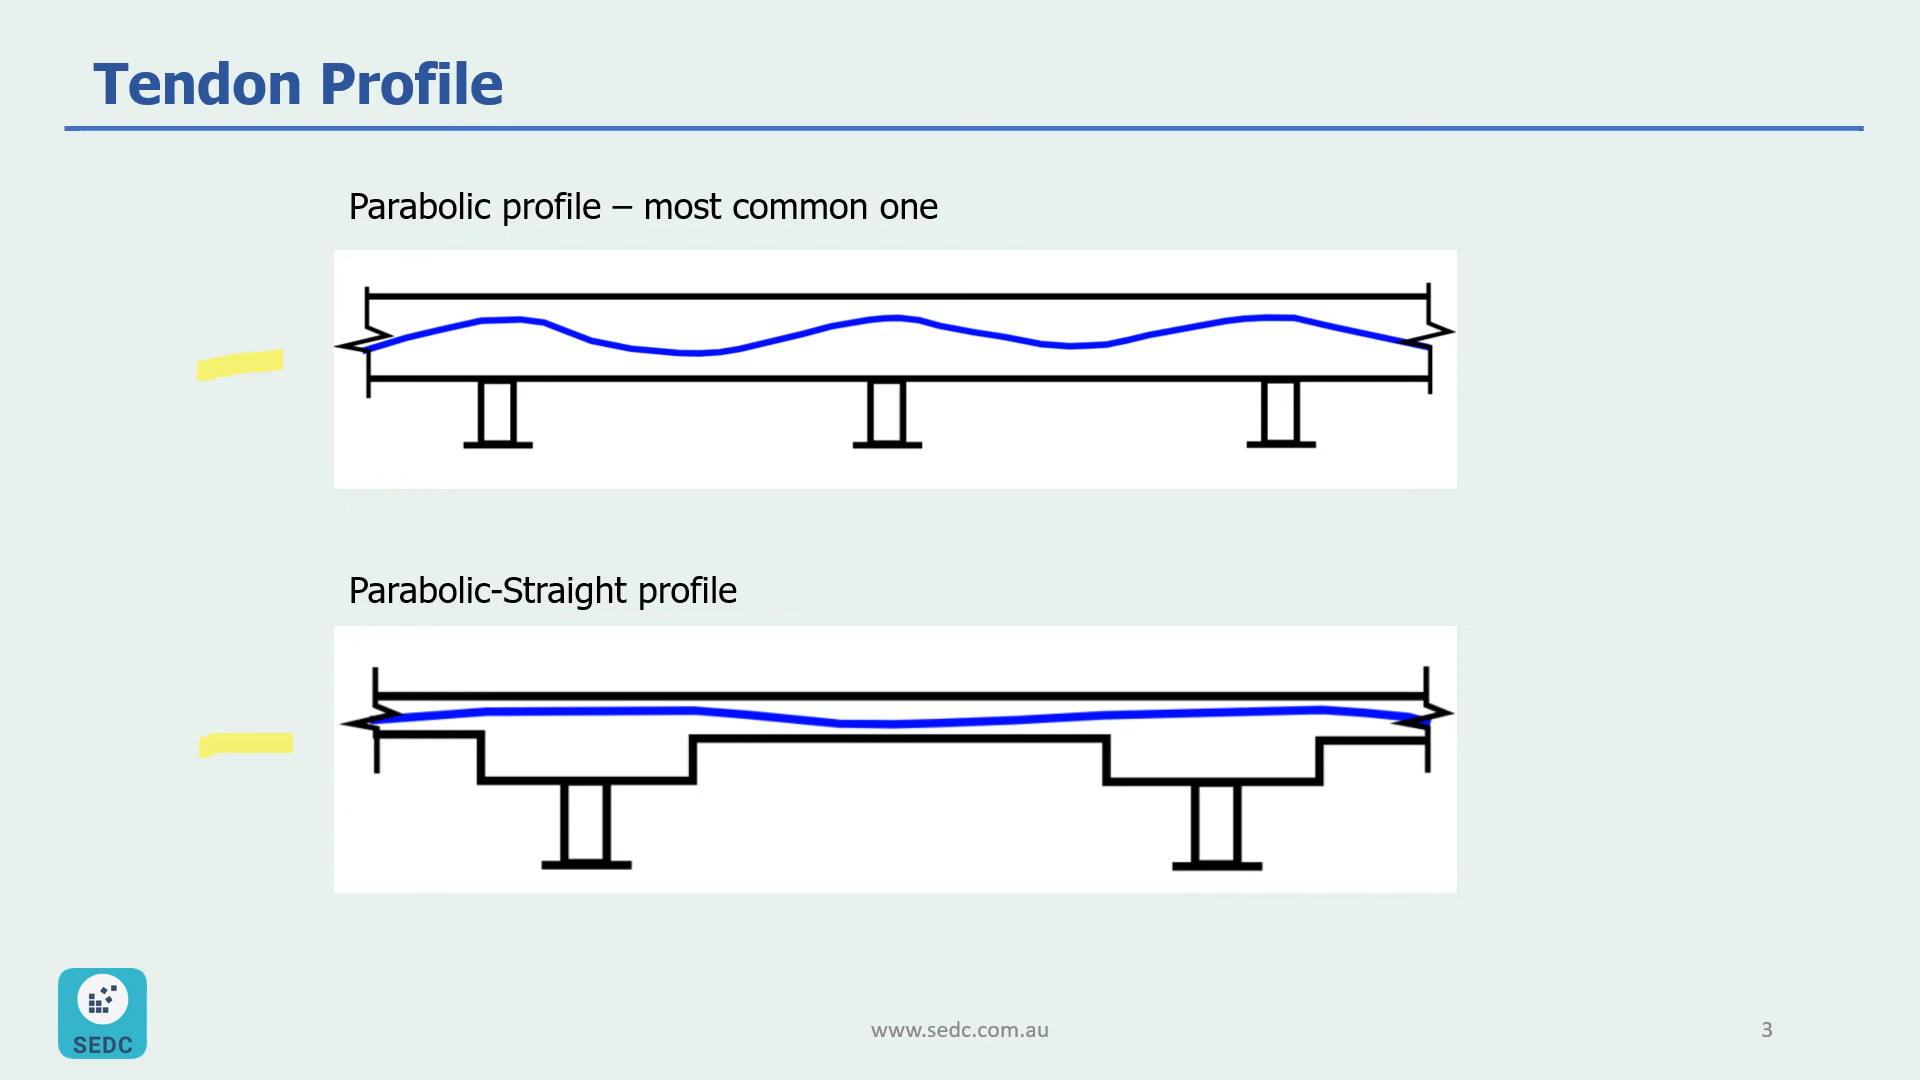 Tendon Profile
Parabolic profile – most common one
Parabolic-Straight profile
SEDC
www.sedc.com.au
3